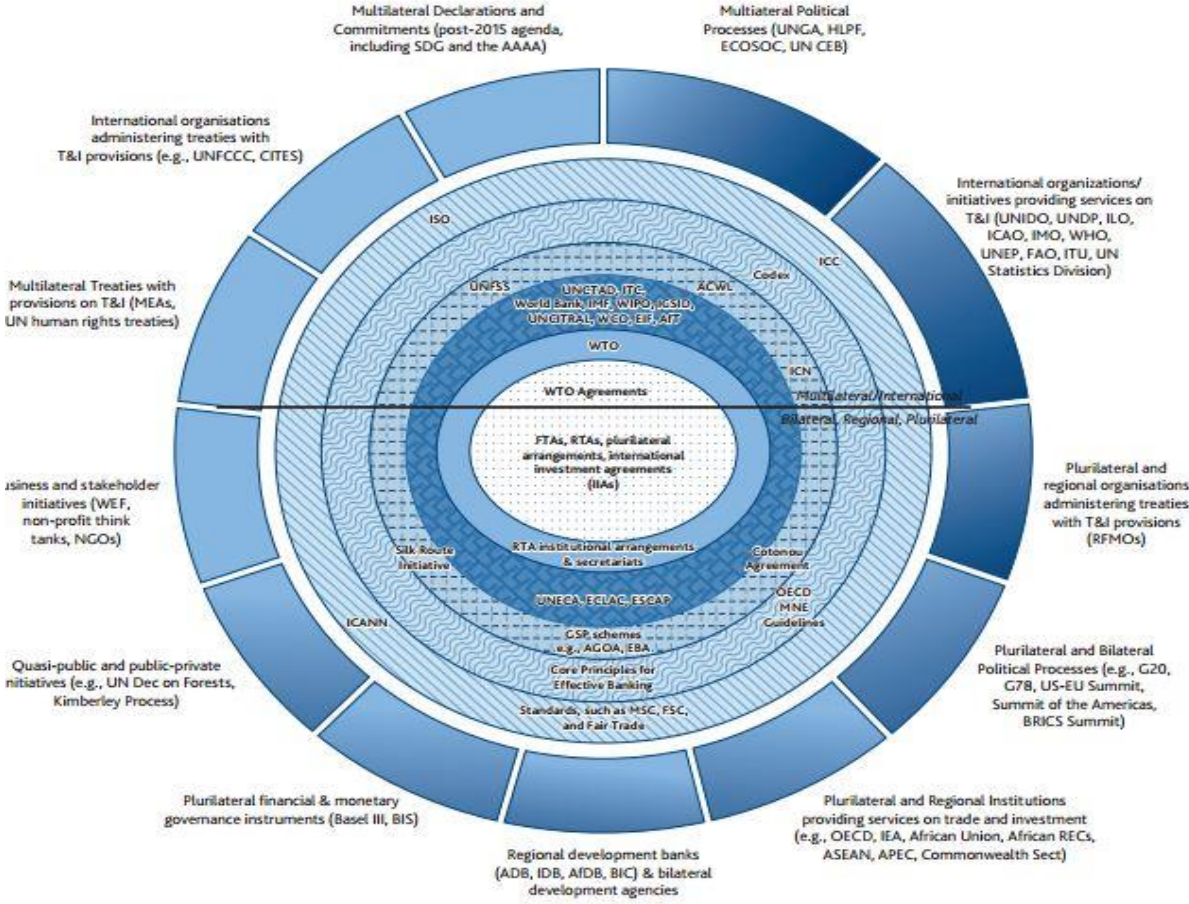 Multilateral Declarations and
Commitments (post-2015 agenda,
including SDG and the AAAA)
Multiateral Political
Processes (UNGA, HLPF,
ECOSOC, UN CEB)
International organisations
administering treaties with
T&I provisions (e.g., UNFCCC, CITES)
International organizations/
initiatives providing services on
T&I (UNIDO, UNDP, ILO,
ICAO, IMO, WHO,
UNEP, FAO, ITU, UN
Statistics Division)
Multilateral Treaties with
provisions on T&I (MEAs,
UN human rights treaties)
ISO
ICC
Codex
UNFSS
ACWL
UNCTAD, ITC,
World Bank, IMF, WIPO, ICSID,
UNCITRAL, WCO, EIF, AfT
WTO
ICN
WTO Agreements
Multilateral/International
Bilateral, Regional, Plurilateral
FTAs, RTAs, plurilateral
arrangements, international
investment agreements
(IIAs)
usiness and stakeholder
initiatives (WEF,
non-profit think
tanks, NGOs)
Plurilateral and
regional organisations
administering treaties
with T&I provisions
(RFMOs)
Silk Route
Initiative
RTA institutional arrangements
& secretariats
Cotonou
Agreement
UNECA, ECLAC, ESCAP
OECD
MNE
Guidelines
ICANN
GSP schemes
e.g., AGOA, EBA
Core Principles for
Effective Banking
Standards, such as MSC, FSC,
and Fair Trade
Quasi-public and public-private
nitiatives (e.g., UN Dec on Forests,
Kimberley Process)
Plurilateral and Bilateral
Political Processes (e.g., G20,
G78, US-EU Summit,
Summit of the Americas,
BRICS Summit)
Plurilateral financial & monetary
governance instruments (Basel III, BIS)
Plurilateral and Regional Institutions
providing services on trade and investment
(e.g., OECD, IEA, African Union, African RECs,
ASEAN, APEC, Commonwealth Sect)
Regional development banks
(ADB, IDB, AfDB, BIC) & bilateral
development agencies